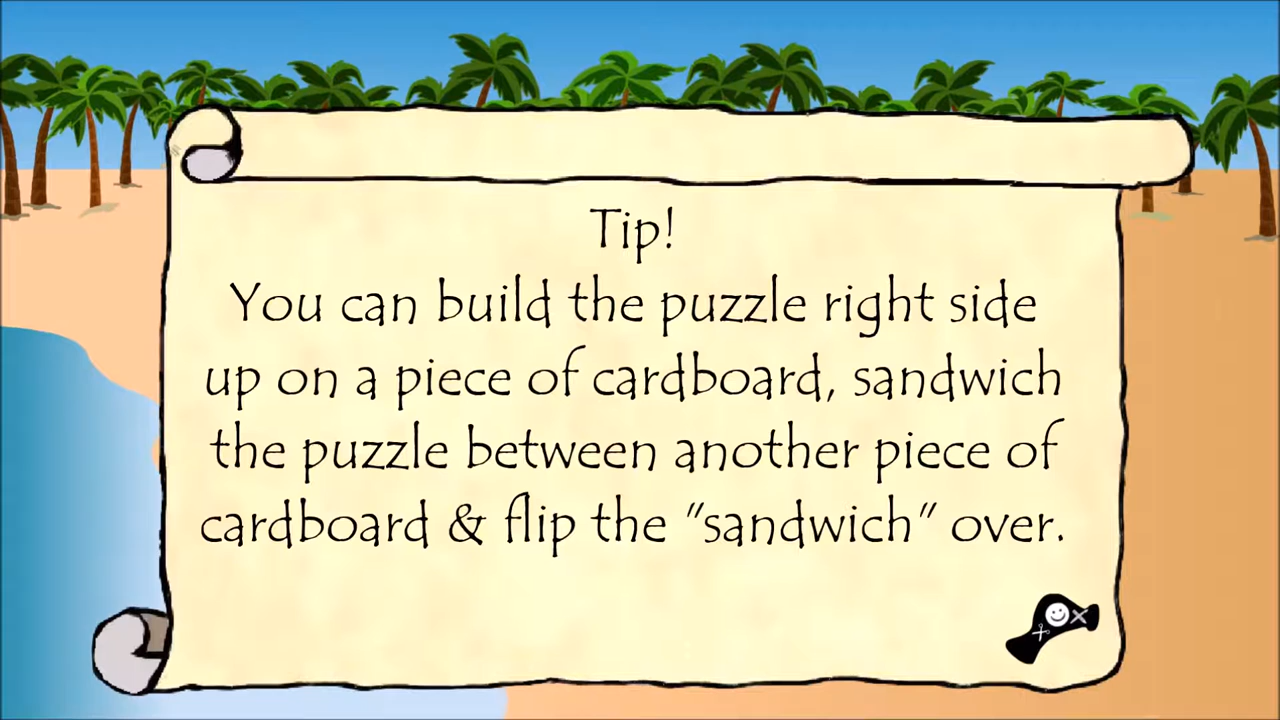 Tip!
You can build the puzzle right side
up on a piece of cardboard, sandwich
the puzzle between another piece of
cardboard & flip the "sandwich" over.